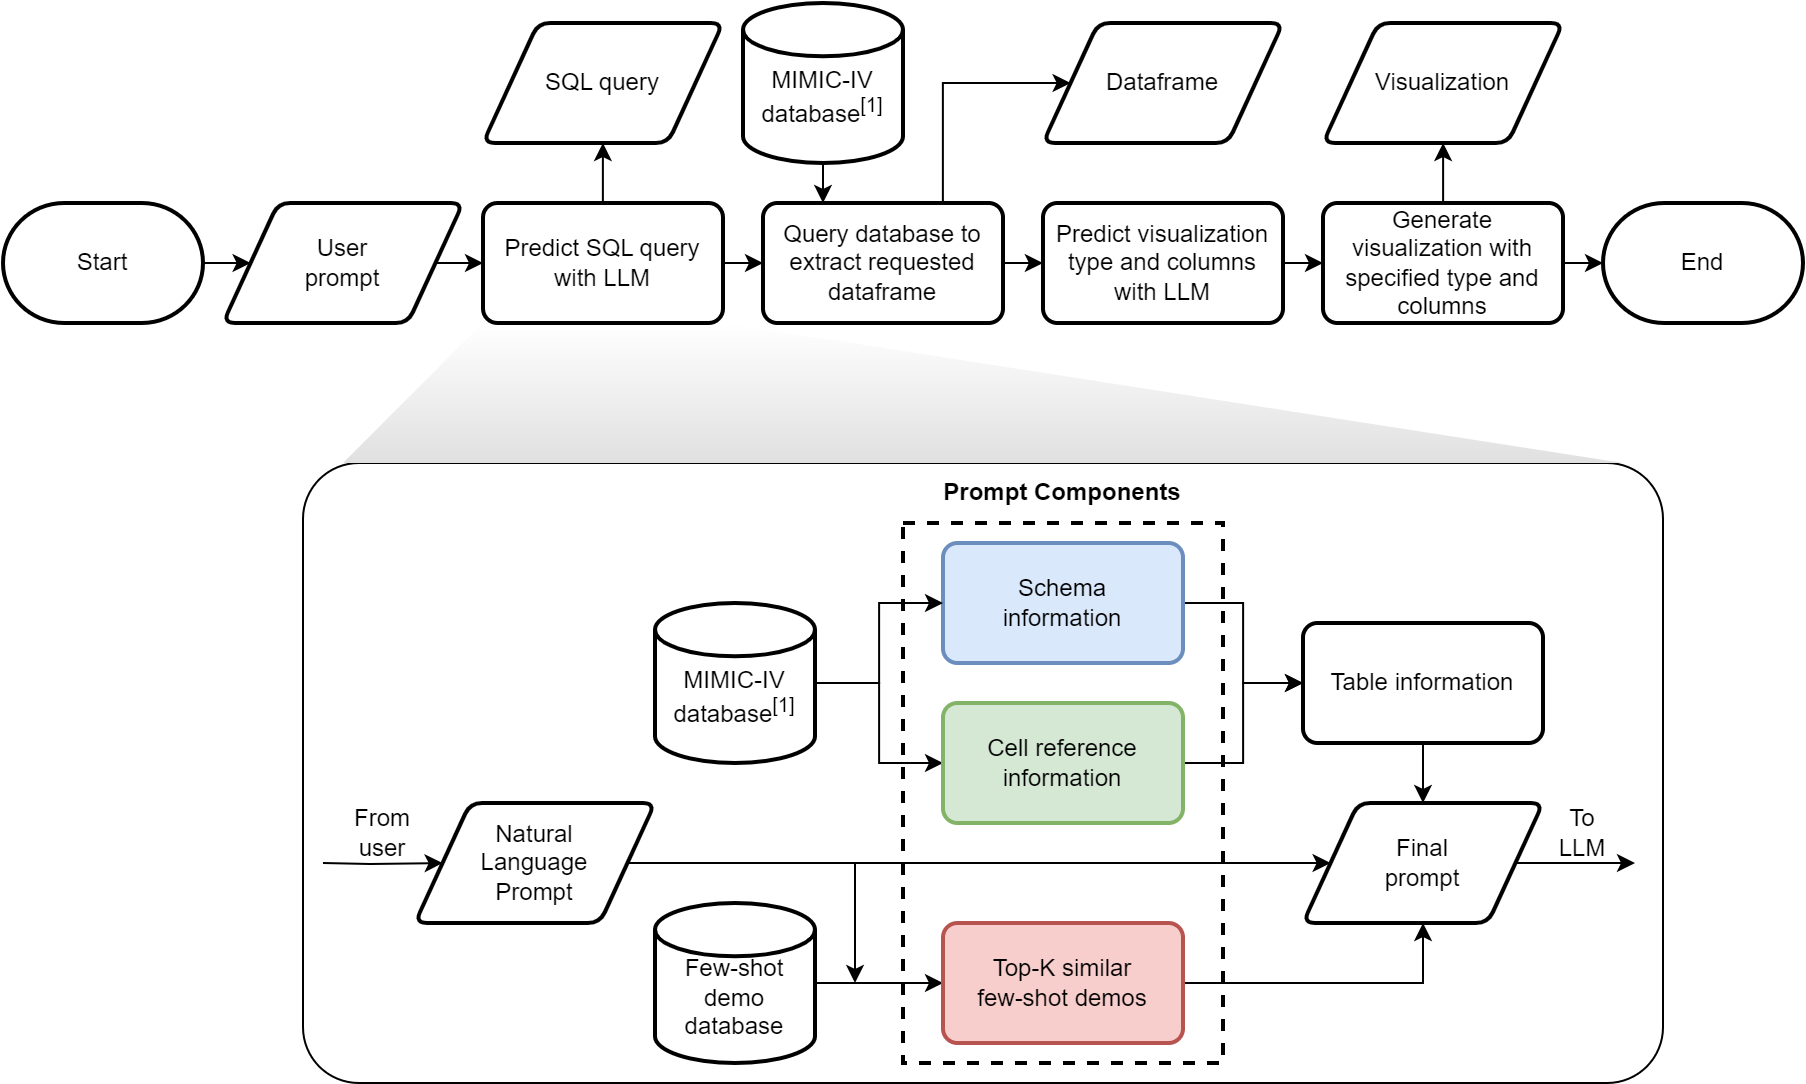 SQL query
MIMIC-IV
database[1]
Dataframe
Visualization
Start
User
prompt
Predict SQL query
with LLM
Query database to
extract requested
dataframe
Predict visualization
type and columns
with LLM
Generate
visualization with
specified type and
columns
End
Prompt Components
Schema
information
MIMIC-IV
database[1]
Table information
Cell reference
information
From
user
Natural
Language
Prompt
Final
prompt
To
LLM
Few-shot
demo
database
Top-K similar
few-shot demos